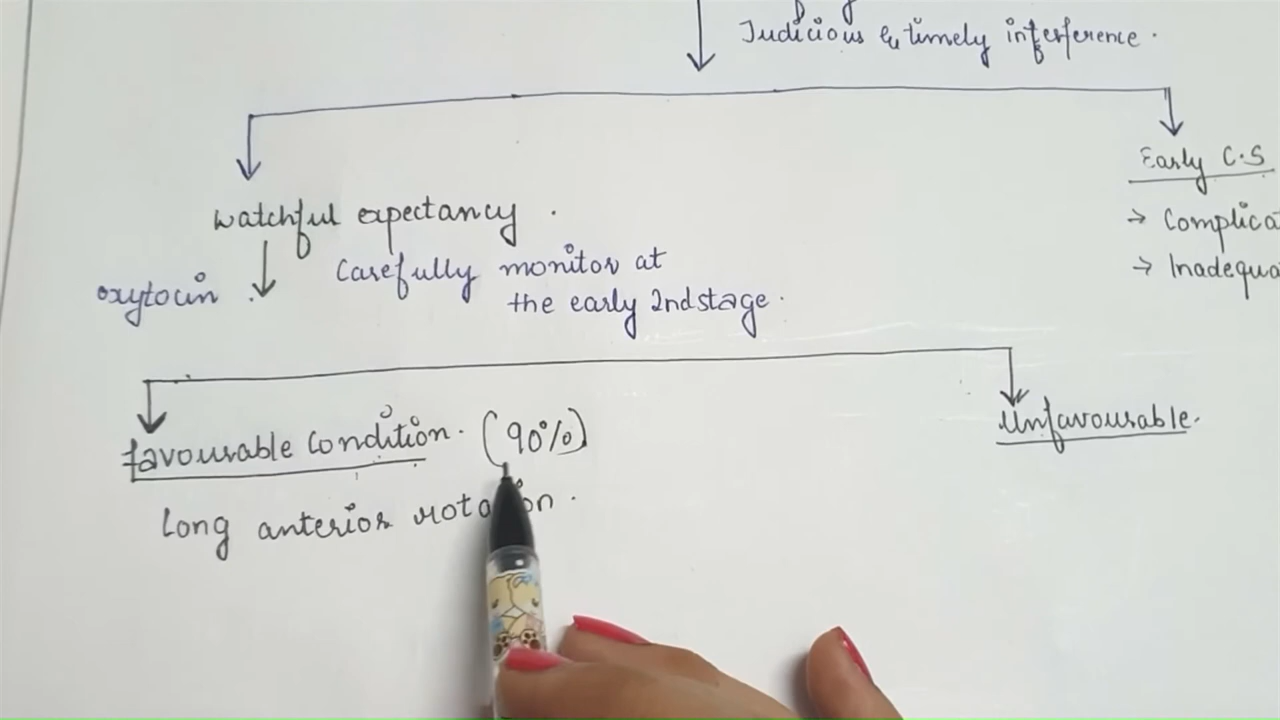 Judicious & timely interference.
Early C.S
watchful expectancy.
→ Complica
oxytocin
Carefully monitor at
→ Inadequa
the early 2nd stage.
favourable condition. (90%)
Unfavourable.
Long anterior rotation.